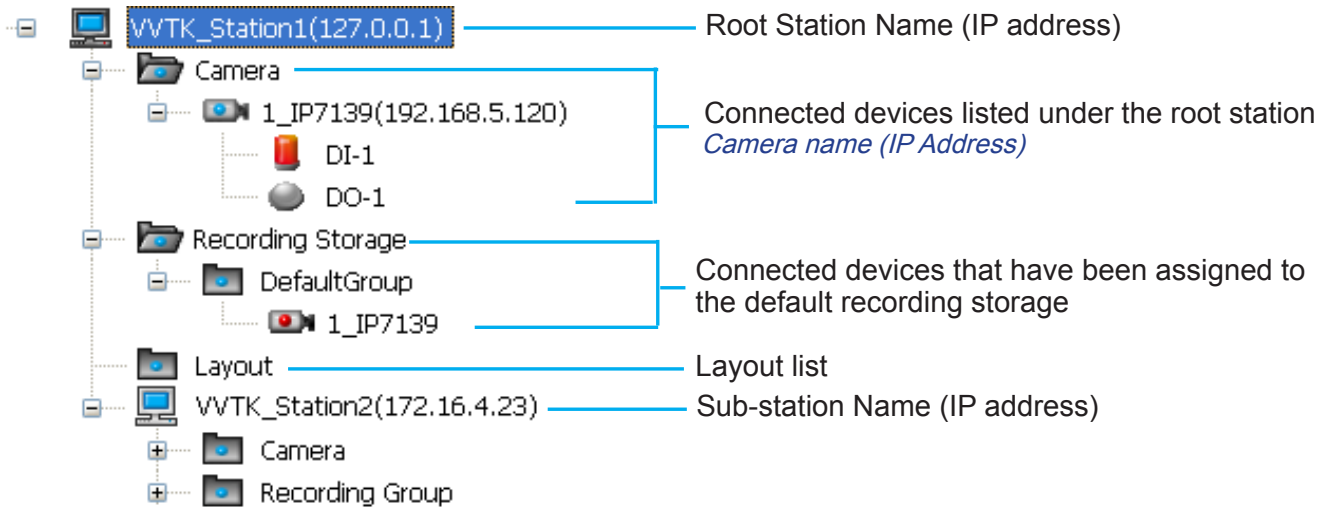 VVTK_Station1(127.0.0.1) Root Station Name (IP address)
Camera
1_IP7139(192.168.5.120)
Connected devices listed under the root station
Camera name (IP Address)
DI-1
DO-1
Recording Storage
DefaultGroup
Connected devices that have been assigned to
the default recording storage
1_IP7139
Layout Layout list
VVTK_Station2(172.16.4.23) Sub-station Name (IP address)
Camera
Recording Group